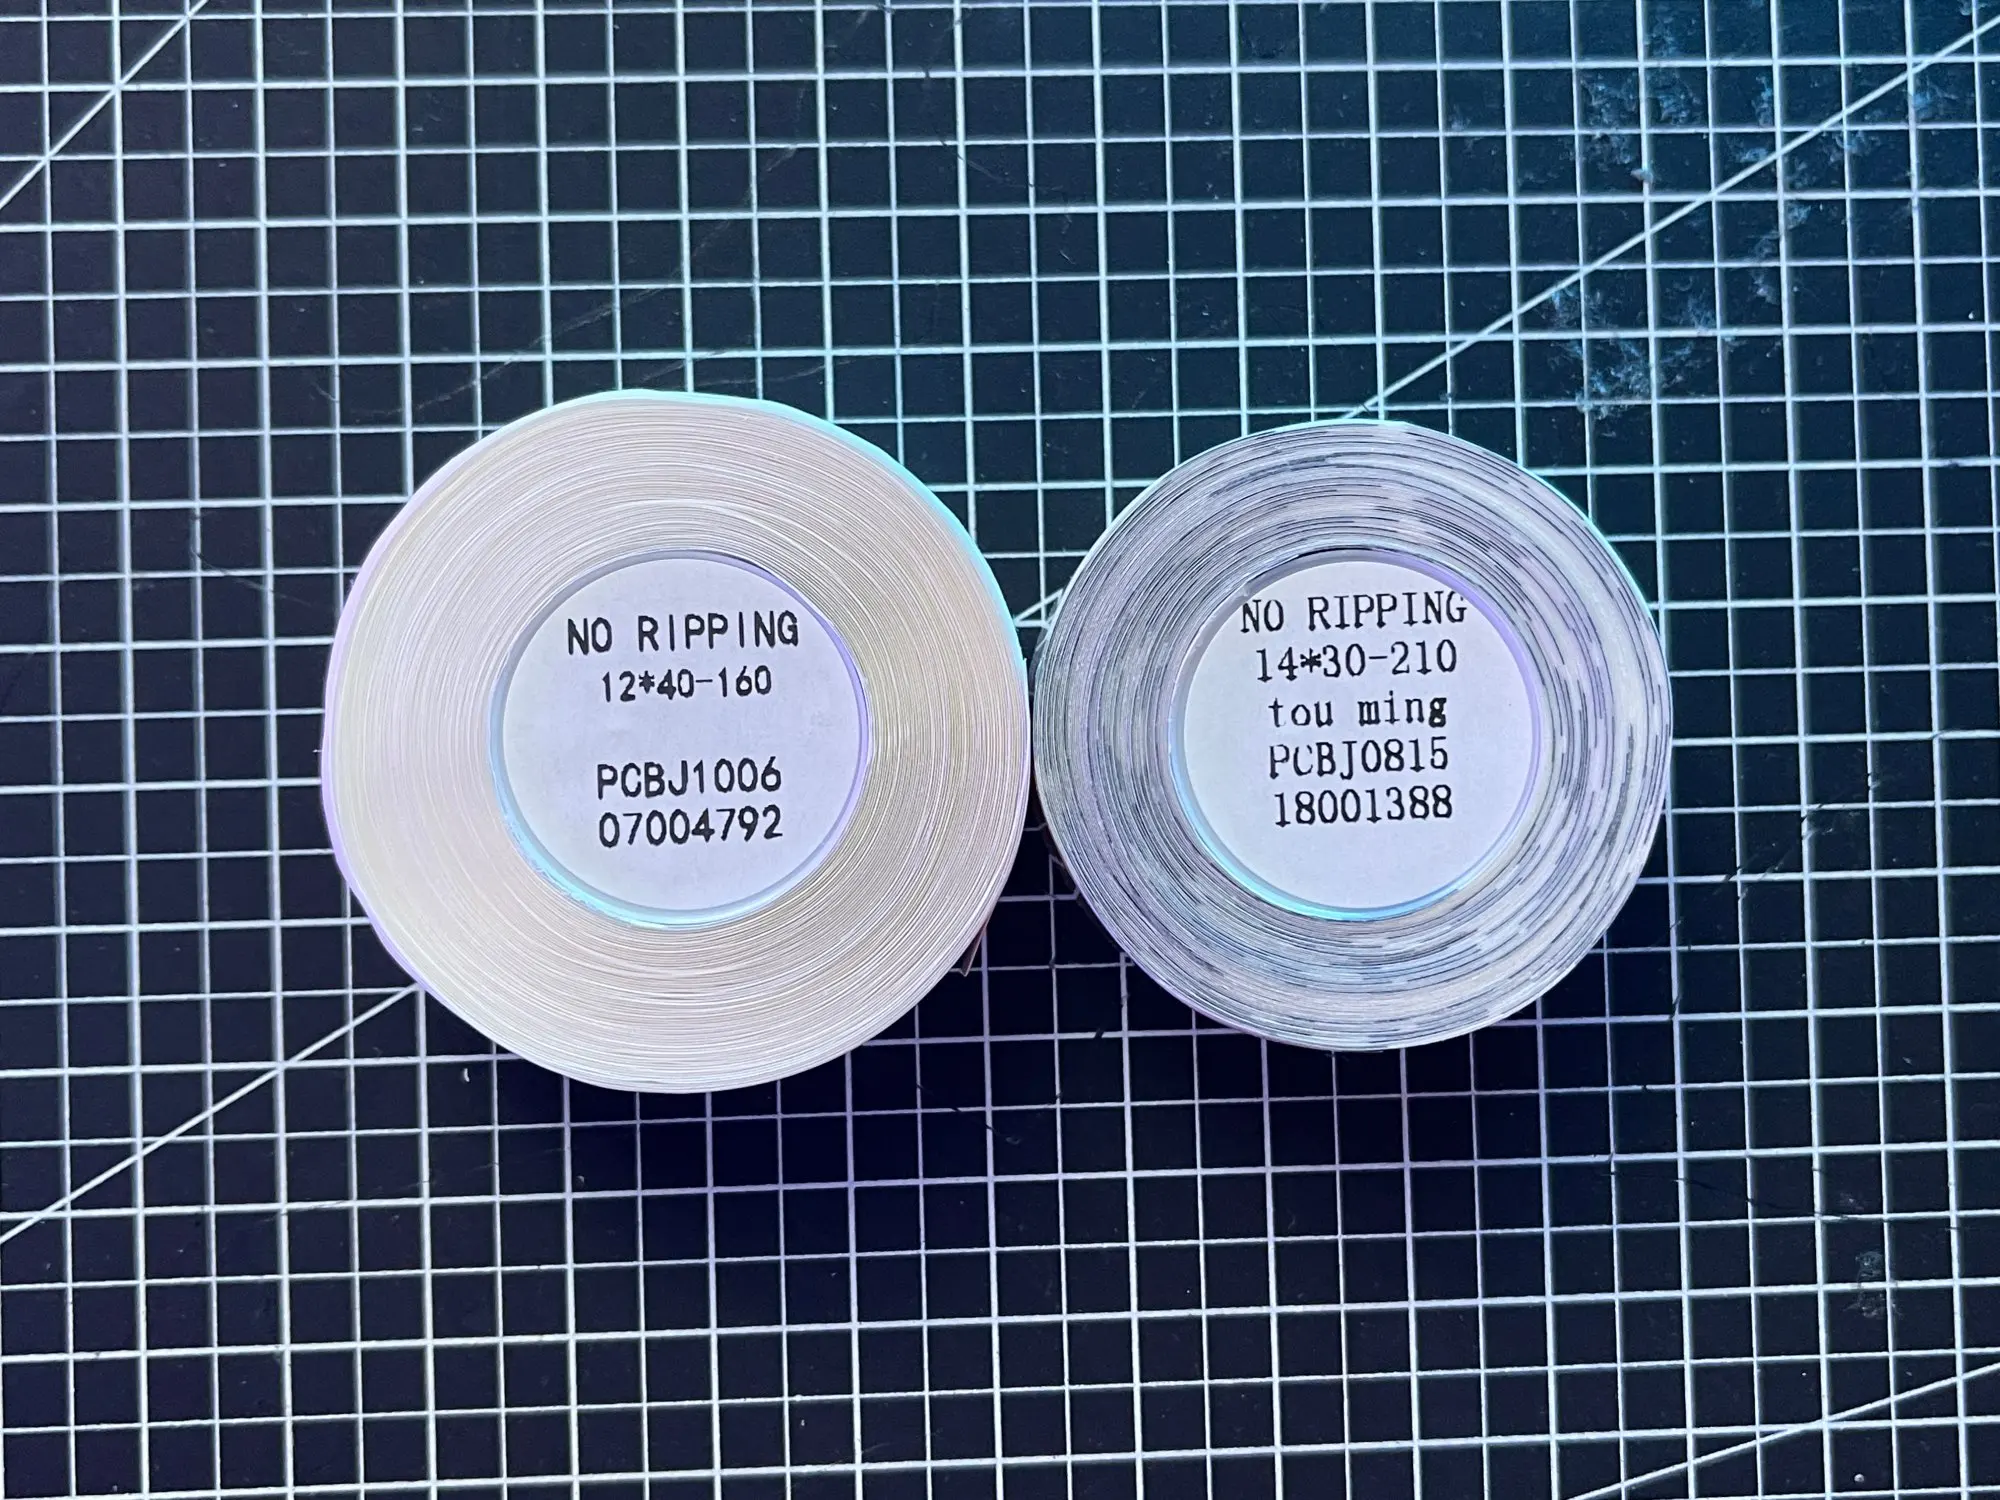 NO RIPPING
12*40-160
PCBJ1006
07004792
NO RIPPING
14*30-210
tou ming
PCBJ0815
18001388